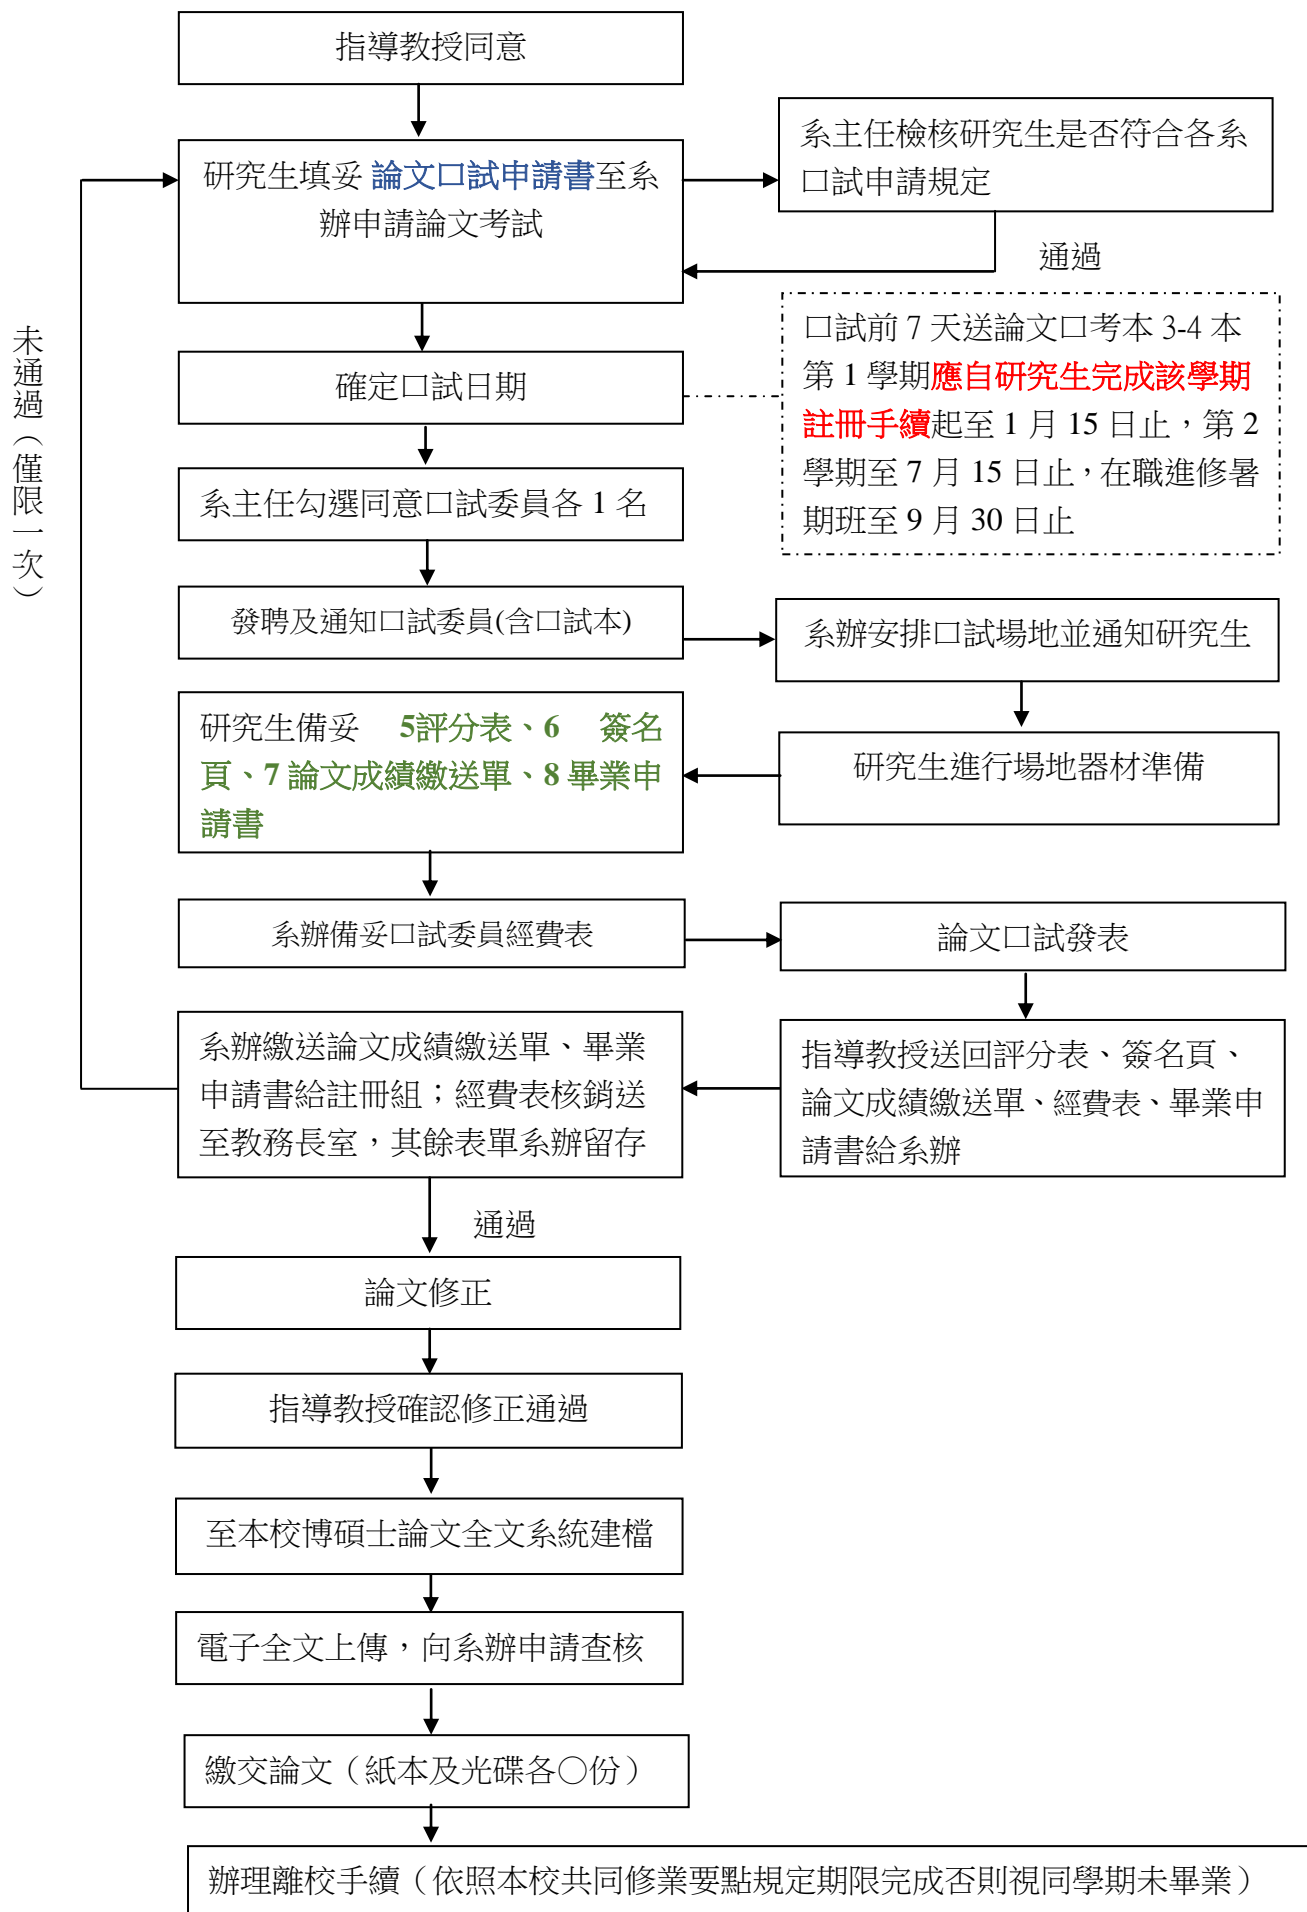 指導教授同意
系主任檢核研究生是否符合各系
口試申請規定
研究生填妥 論文口試申請書至系
辦申請論文考試
通過
口試前 7 天送論文口考本 3-4 本
第 1 學期應自研究生完成該學期
註冊手續起至 1 月 15 日止，第 2
學期至 7 月 15 日止，在職進修暑
期班至 9 月 30 日止
未通過（僅限一次）
確定口試日期
系主任勾選同意口試委員各 1 名
發聘及通知口試委員(含口試本)
系辦安排口試場地並通知研究生
研究生進行場地器材準備
研究生備妥 5評分表、6 簽名
頁、7 論文成績繳送單、8 畢業申
請書
系辦備妥口試委員經費表
論文口試發表
指導教授送回評分表、簽名頁、
論文成績繳送單、經費表、畢業申
請書給系辦
系辦繳送論文成績繳送單、畢業
申請書給註冊組；經費表核銷送
至教務長室，其餘表單系辦留存
通過
論文修正
指導教授確認修正通過
至本校博碩士論文全文系統建檔
電子全文上傳，向系辦申請查核
繳交論文（紙本及光碟各○份）
辦理離校手續（依照本校共同修業要點規定期限完成否則視同學期未畢業）